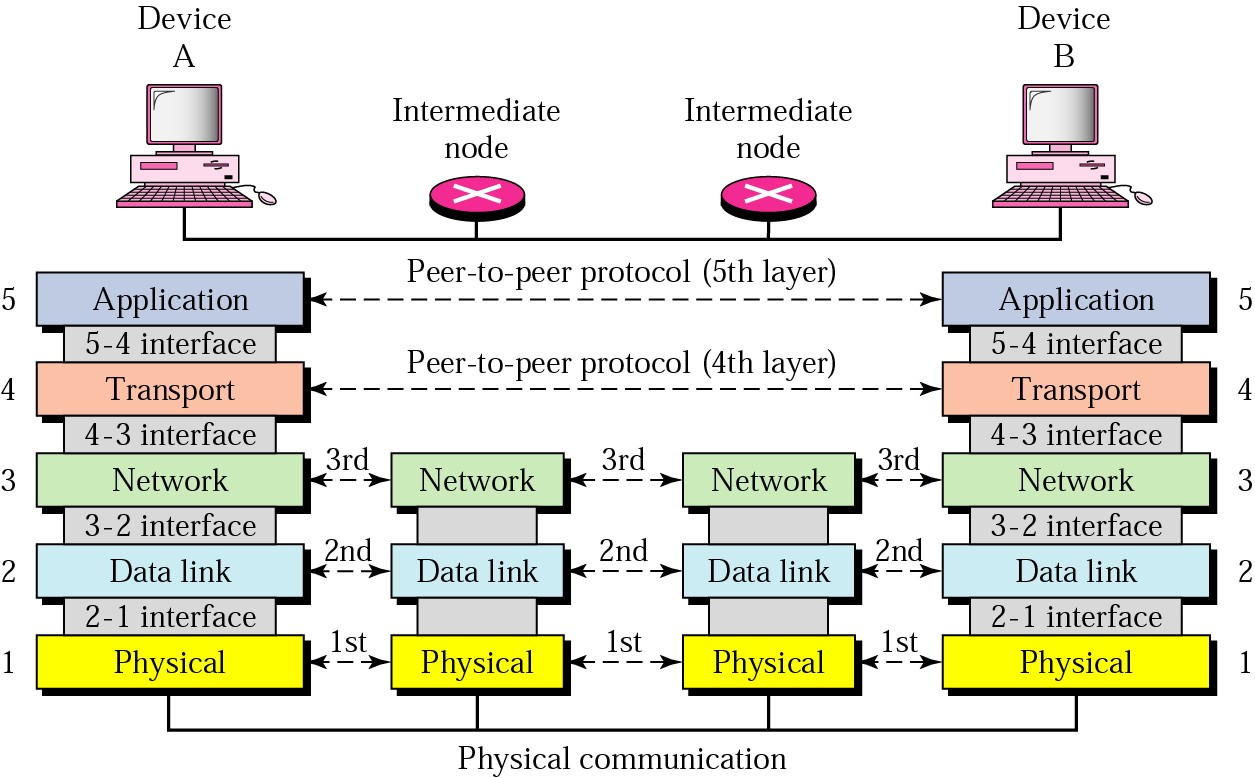 Device
A
Device
B
Intermediate
node
Intermediate
node
Peer-to-peer protocol (5th layer)
5
Application
Application
5
5-4 interface
5-4 interface
Peer-to-peer protocol (4th layer)
4
Transport
Transport
4
4-3 interface
4-3 interface
3rd
3rd
3rd
3
Network
Network
Network
Network
3
3-2 interface
3-2 interface
2nd
2nd
2nd
2
Data link
Data link
Data link
Data link
2
2-1 interface
2-1 interface
1st
1st
1st
1
Physical
Physical
Physical
Physical
1
Physical communication